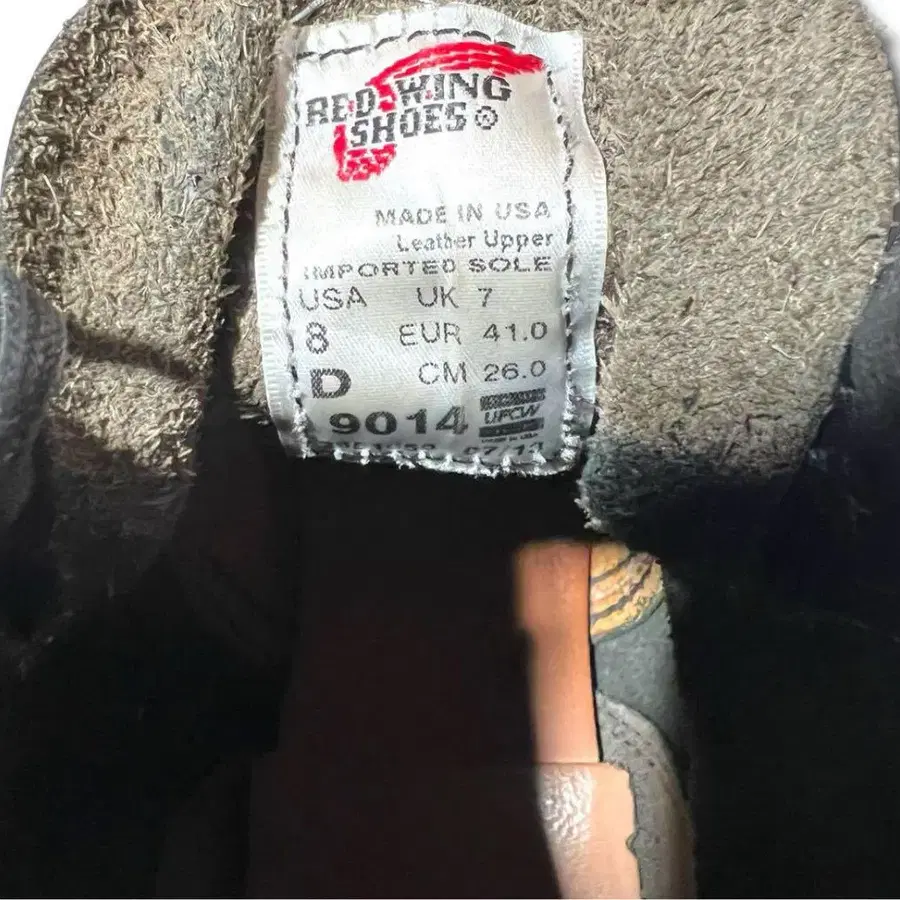 RED WING
SHOES ®
MADE IN USA
Leather Upper
IMPORTED SOLE
USA UK 7
8 EUR 41.0
D CM 26.0
9014 UFCW